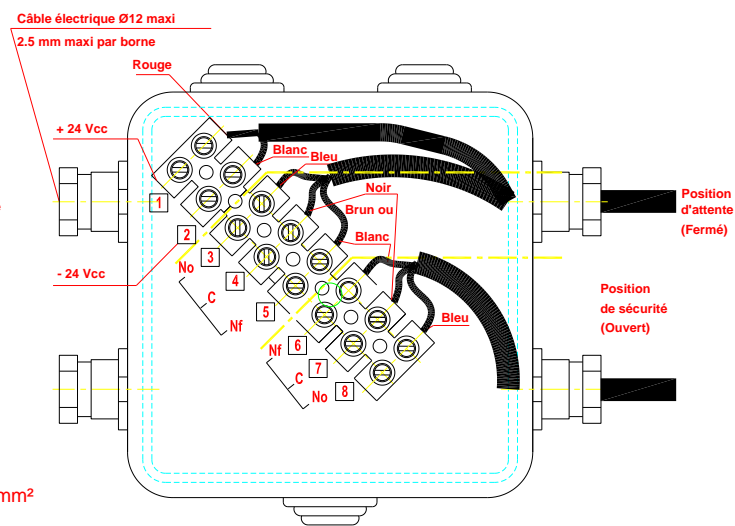 Câble électrique Ø12 maxi
2.5 mm maxi par borne
Rouge
+ 24 Vcc
Blanc
Bleu
Noir
Brun ou
Blanc
Position
d'attente
(Fermé)
1
2
3
4
5
6
7
8
- 24 Vcc
No
C
Nf
Nf
C
No
Bleu
Position
de sécurité
(Ouvert)
mm²